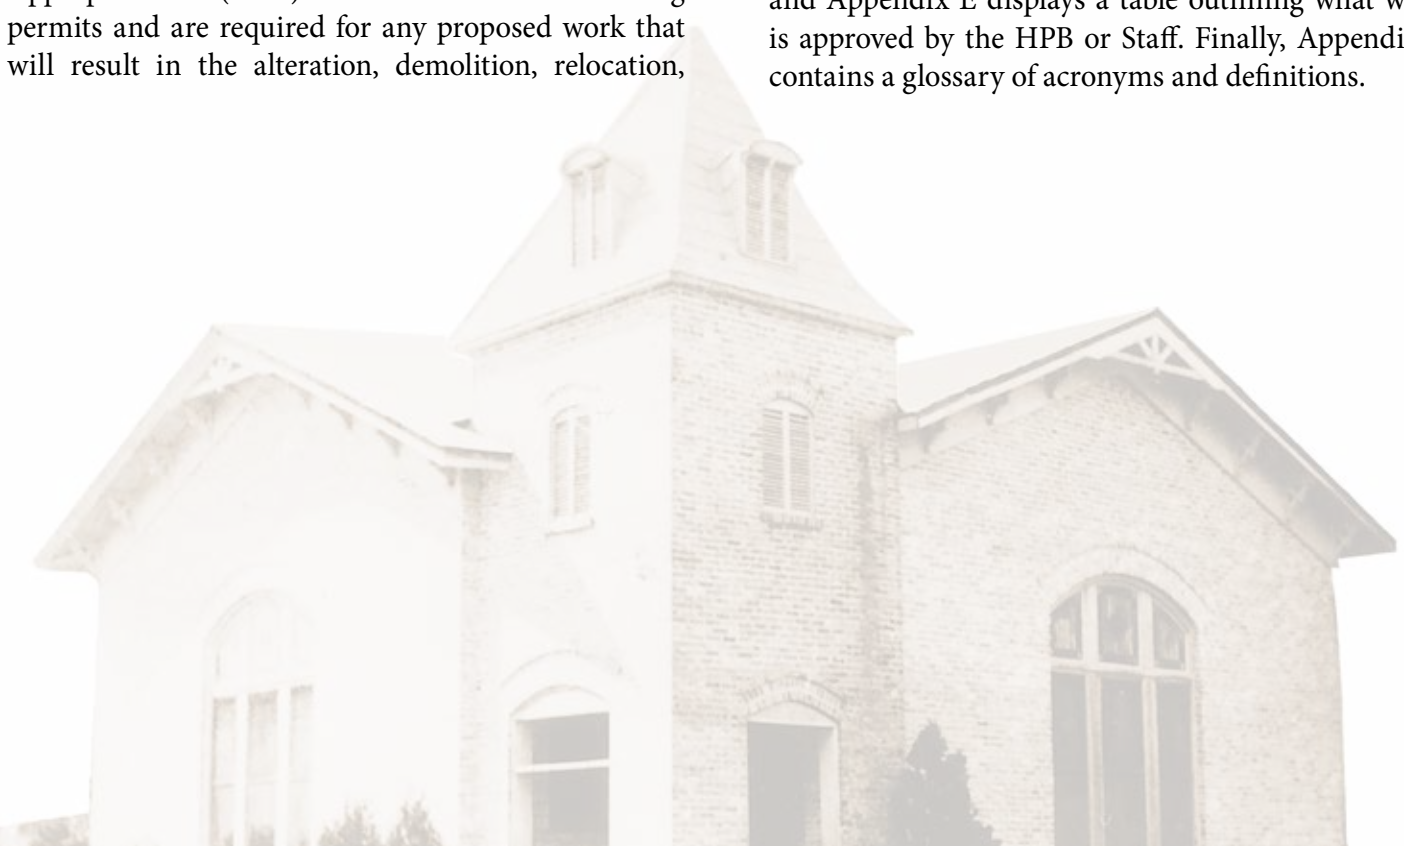 permits and are required for any proposed work that
will result in the alteration, demolition, relocation,
and Appendix E displays a table outlining what
is approved by the HPB or Staff. Finally,
contains a glossary of acronyms and definitions.